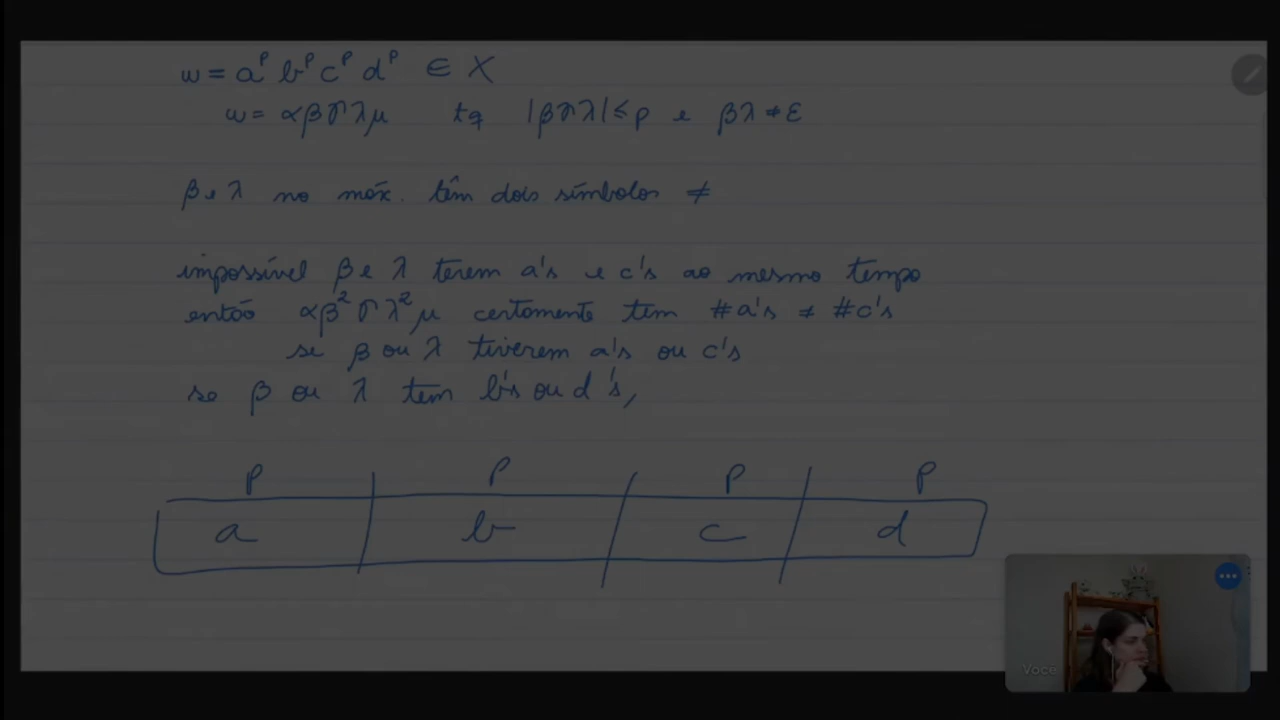 w = a^p b^p c^p d^p ∈ X
w = αβγλμ tq |βγλ| ≤ p e βλ ≠ ε
β e λ no máx. têm dois símbolos ≠
impossível β e λ terem a's e c's ao mesmo tempo
então αβ²γλ²μ certamente tem #a's ≠ #c's
se β ou λ tiverem a's ou c's
se β ou λ tem b's ou d's,
p p p p
a b c d
Você